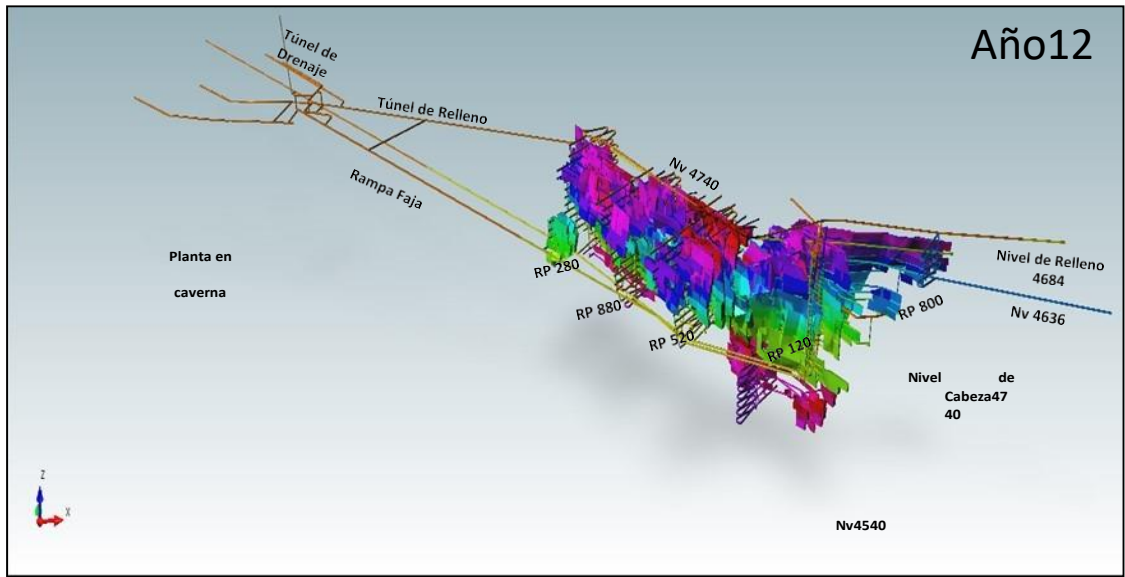 Año12
Túnel de
Drenaje
Túnel de Relleno
Rampa Faja
Nv 4740
Planta en
caverna
RP 280
RP 880
RP 520
RP 120
RP 800
Nivel de Relleno
4684
Nv 4636
Nivel de
Cabeza47
40
Nv4540
Z
X